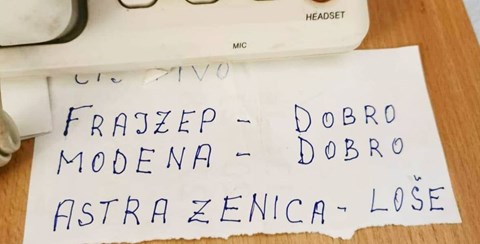 HEADSET
MIC
FRAJZEP - DOBRO
MODENA - DOBRO
ASTRA ZENICA - LOŠE